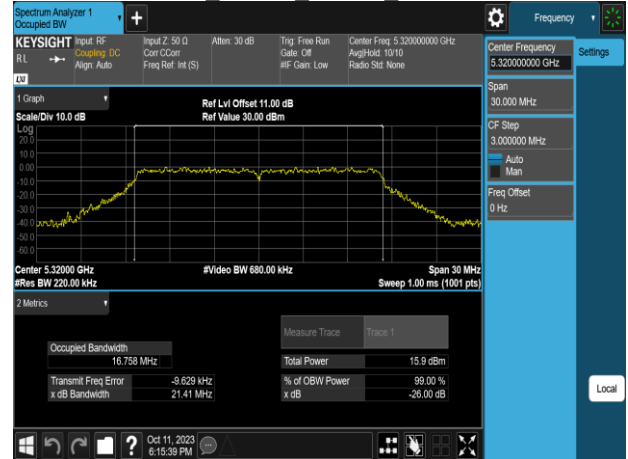 Spectrum Analyzer 1
Occupied BW
Frequency
KEYSIGHT
Input: RF
Coupling: DC
Align: Auto
RL
LXI
Input Z: 50 Ω
Corr CCorr
Freq Ref: Int (S)
Atten: 30 dB
Trig: Free Run
Gate: Off
#IF Gain: Low
Center Freq: 5.320000000 GHz
Avg|Hold: 10/10
Radio Std: None
Center Frequency
5.320000000 GHz
Settings
Span
30.000 MHz
CF Step
3.000000 MHz
Auto
Man
Freq Offset
0 Hz
Local
1 Graph
Scale/Div 10.0 dB
Ref Lvl Offset 11.00 dB
Ref Value 30.00 dBm
Log
20.0
10.0
0.00
-10.0
-20.0
-30.0
-40.0
-50.0
-60.0
Center 5.32000 GHz
#Res BW 220.00 kHz
#Video BW 680.00 kHz
Span 30 MHz
Sweep 1.00 ms (1001 pts)
2 Metrics
Measure Trace
Trace 1
Occupied Bandwidth
16.758 MHz
Total Power 15.9 dBm
Transmit Freq Error -9.629 kHz
% of OBW Power 99.00 %
x dB Bandwidth 21.41 MHz
x dB -26.00 dB
?
Oct 11, 2023
6:15:39 PM